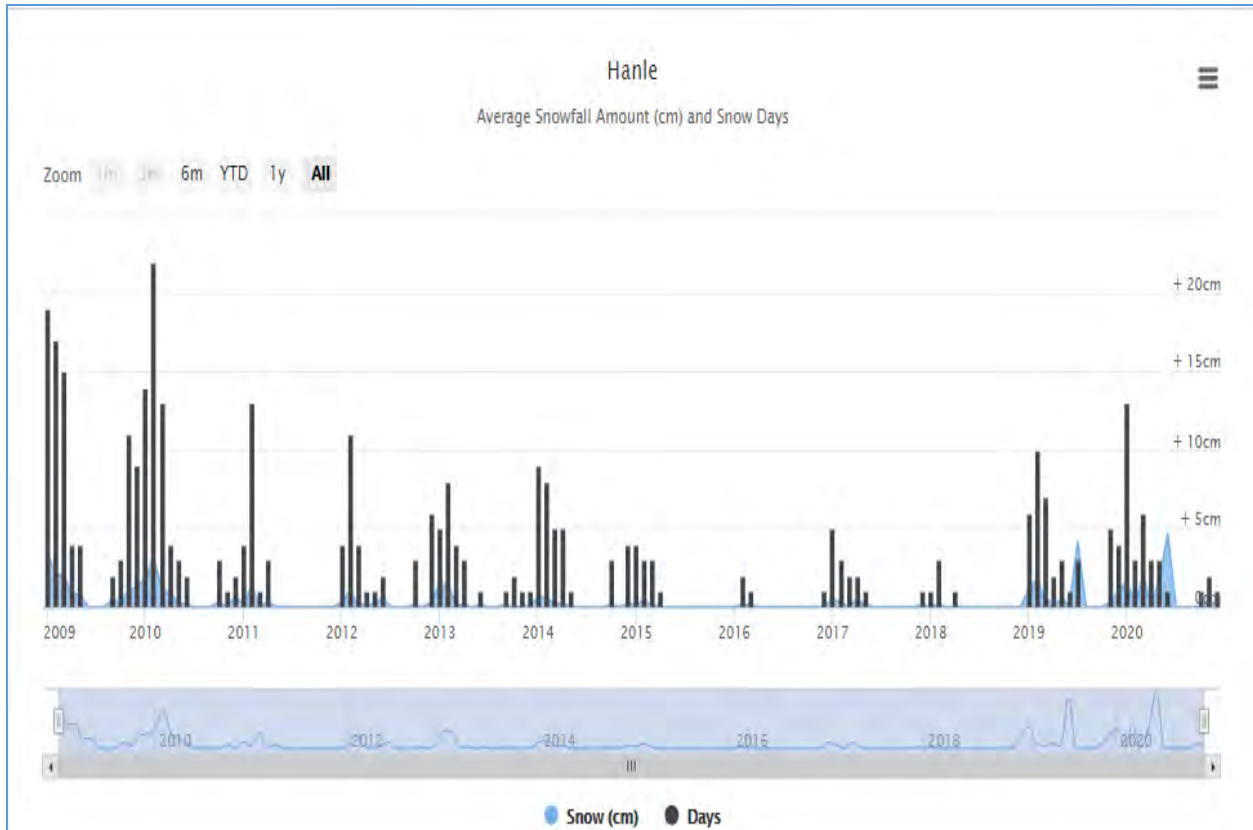 Hanle
Average Snowfall Amount (cm) and Snow Days
Zoom 6m YTD 1y All
+ 20cm
+ 15cm
+ 10cm
+ 5cm
0cm
2009 2010 2011 2012 2013 2014 2015 2016 2017 2018 2019 2020
2010 2012 2014 2016 2018 2020
Snow (cm) Days